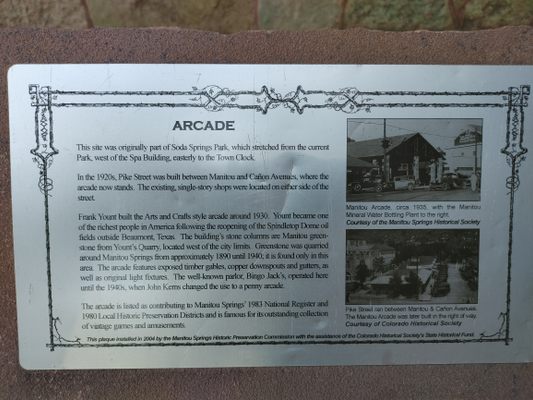 ARCADE
This site was originally part of Soda Springs Park, which stretched from the current
Park, west of the Spa Building, easterly to the Town Clock.
In the 1920s, Pike Street was built between Manitou and Cañon Avenues, where the
arcade now stands. The existing, single-story shops were located on either side of the
street.
Frank Yount built the Arts and Crafts style arcade around 1930. Yount became one
of the richest people in America following the reopening of the Spindletop Dome oil
fields outside Beaumont, Texas. The building's stone columns are Manitou green-
stone from Yount's Quarry, located west of the city limits. Greenstone was quarried
around Manitou Springs from approximately 1890 until 1940; it is found only in this
area. The arcade features exposed timber gables, copper downspouts and gutters, as
well as original light fixtures. The well-known parlor, Bingo Jack's, operated here
until the 1940s, when John Kerns changed the use to a penny arcade.
The arcade is listed as contributing to Manitou Springs' 1983 National Register and
1980 Local Historic Preservation Districts and is famous for its outstanding collection
of vintage games and amusements.
Manitou Arcade, circa 1935, with the Manitou
Mineral Water Bottling Plant to the right.
Courtesy of the Manitou Springs Historical Society
Pike Street ran between Manitou & Cañon Avenues.
The Manitou Arcade was later built in the right of way.
Courtesy of Colorado Historical Society
This plaque installed in 2004 by the Manitou Springs Historic Preservation Commission with the assistance of the Colorado Historical Society's State Historical Fund.